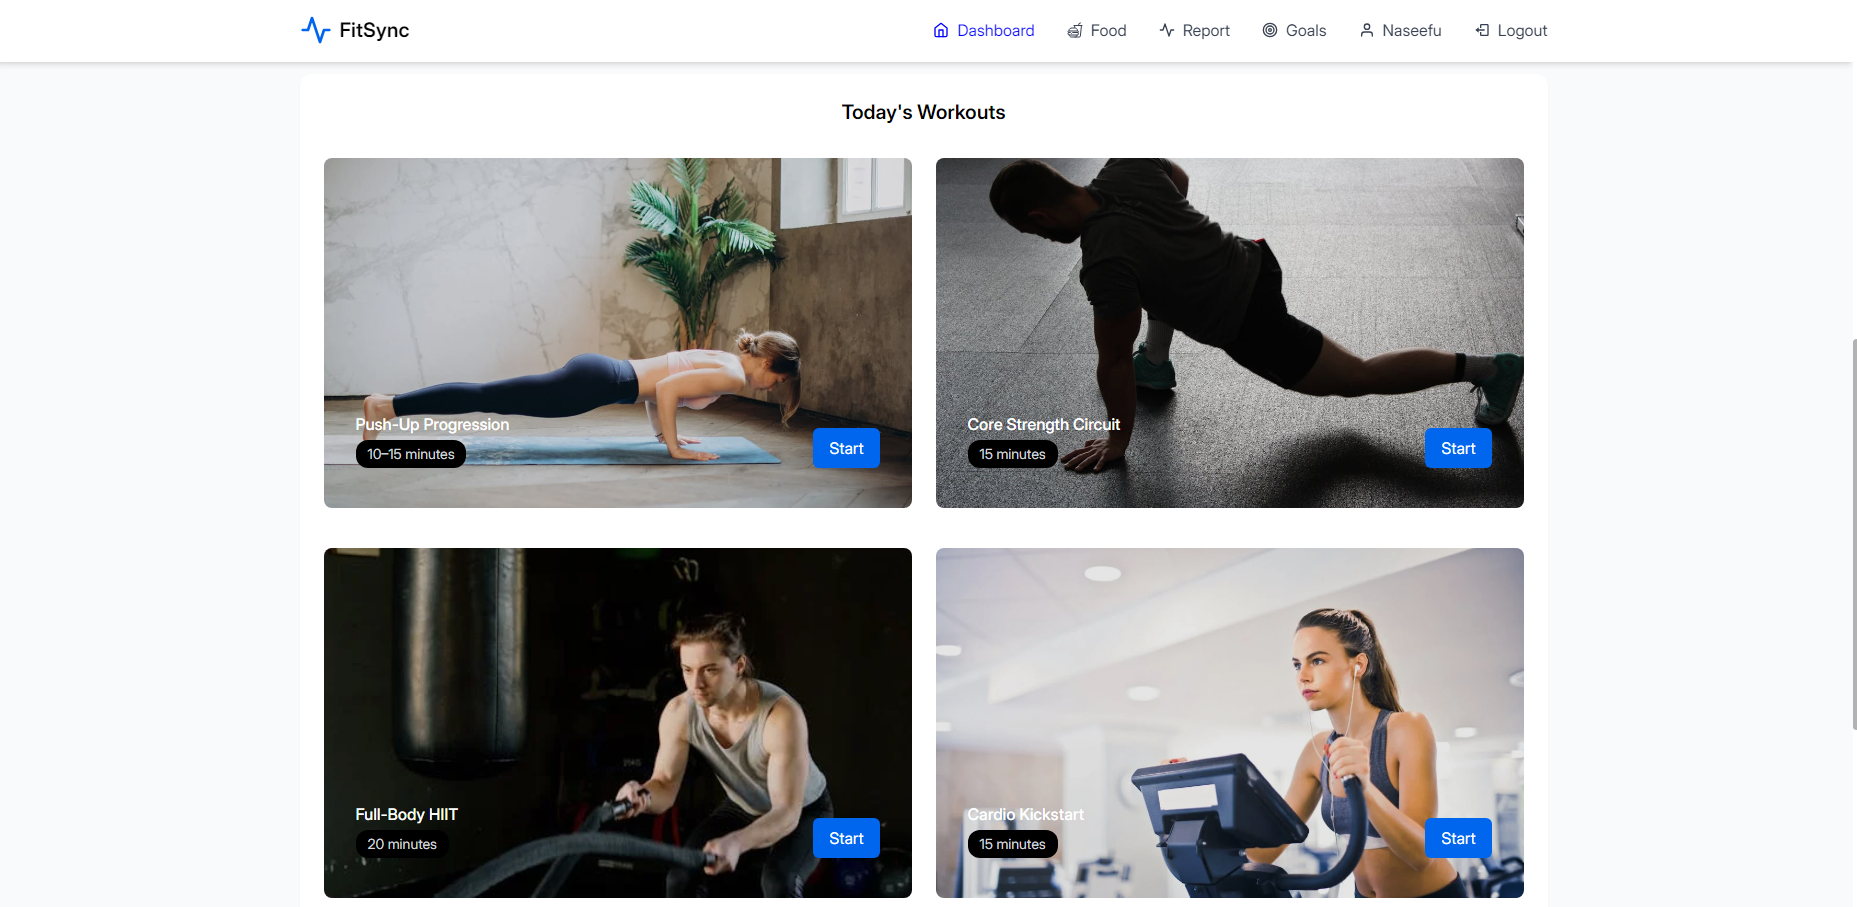 FitSync
Dashboard
Food
Report
Goals
Naseefu
Logout
Today's Workouts
Push-Up Progression
10–15 minutes
Start
Core Strength Circuit
15 minutes
Start
Full-Body HIIT
20 minutes
Start
Cardio Kickstart
15 minutes
Start